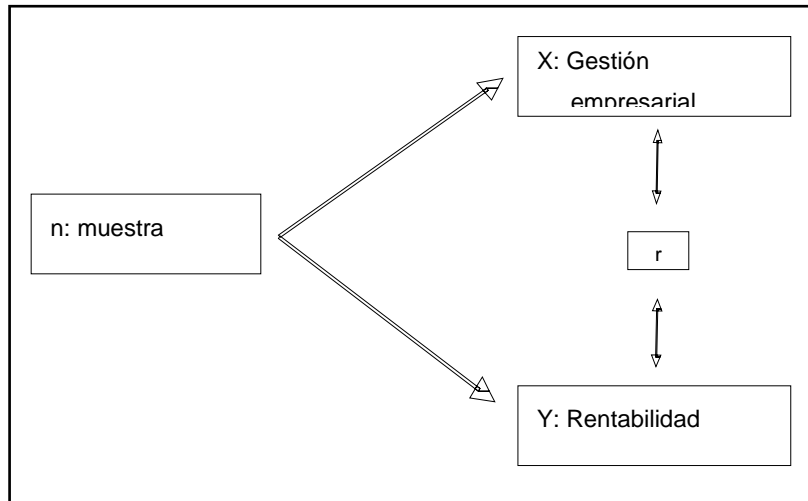 X: Gestión
empresarial
n: muestra
r
Y: Rentabilidad